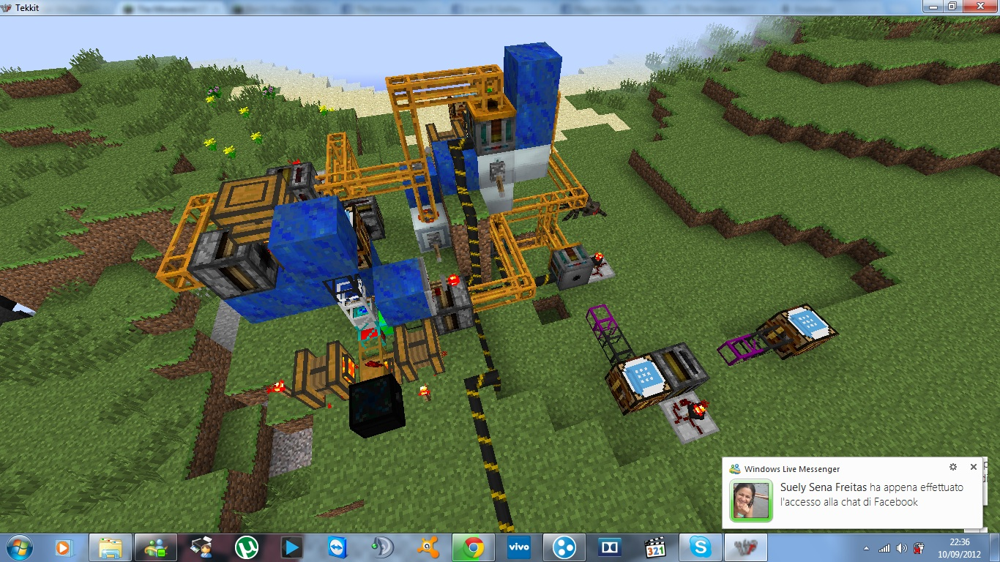 Tekkit
Windows Live Messenger
Suely Sena Freitas ha appena effettuato
l'accesso alla chat di Facebook
vivo
321
22:36
10/09/2012